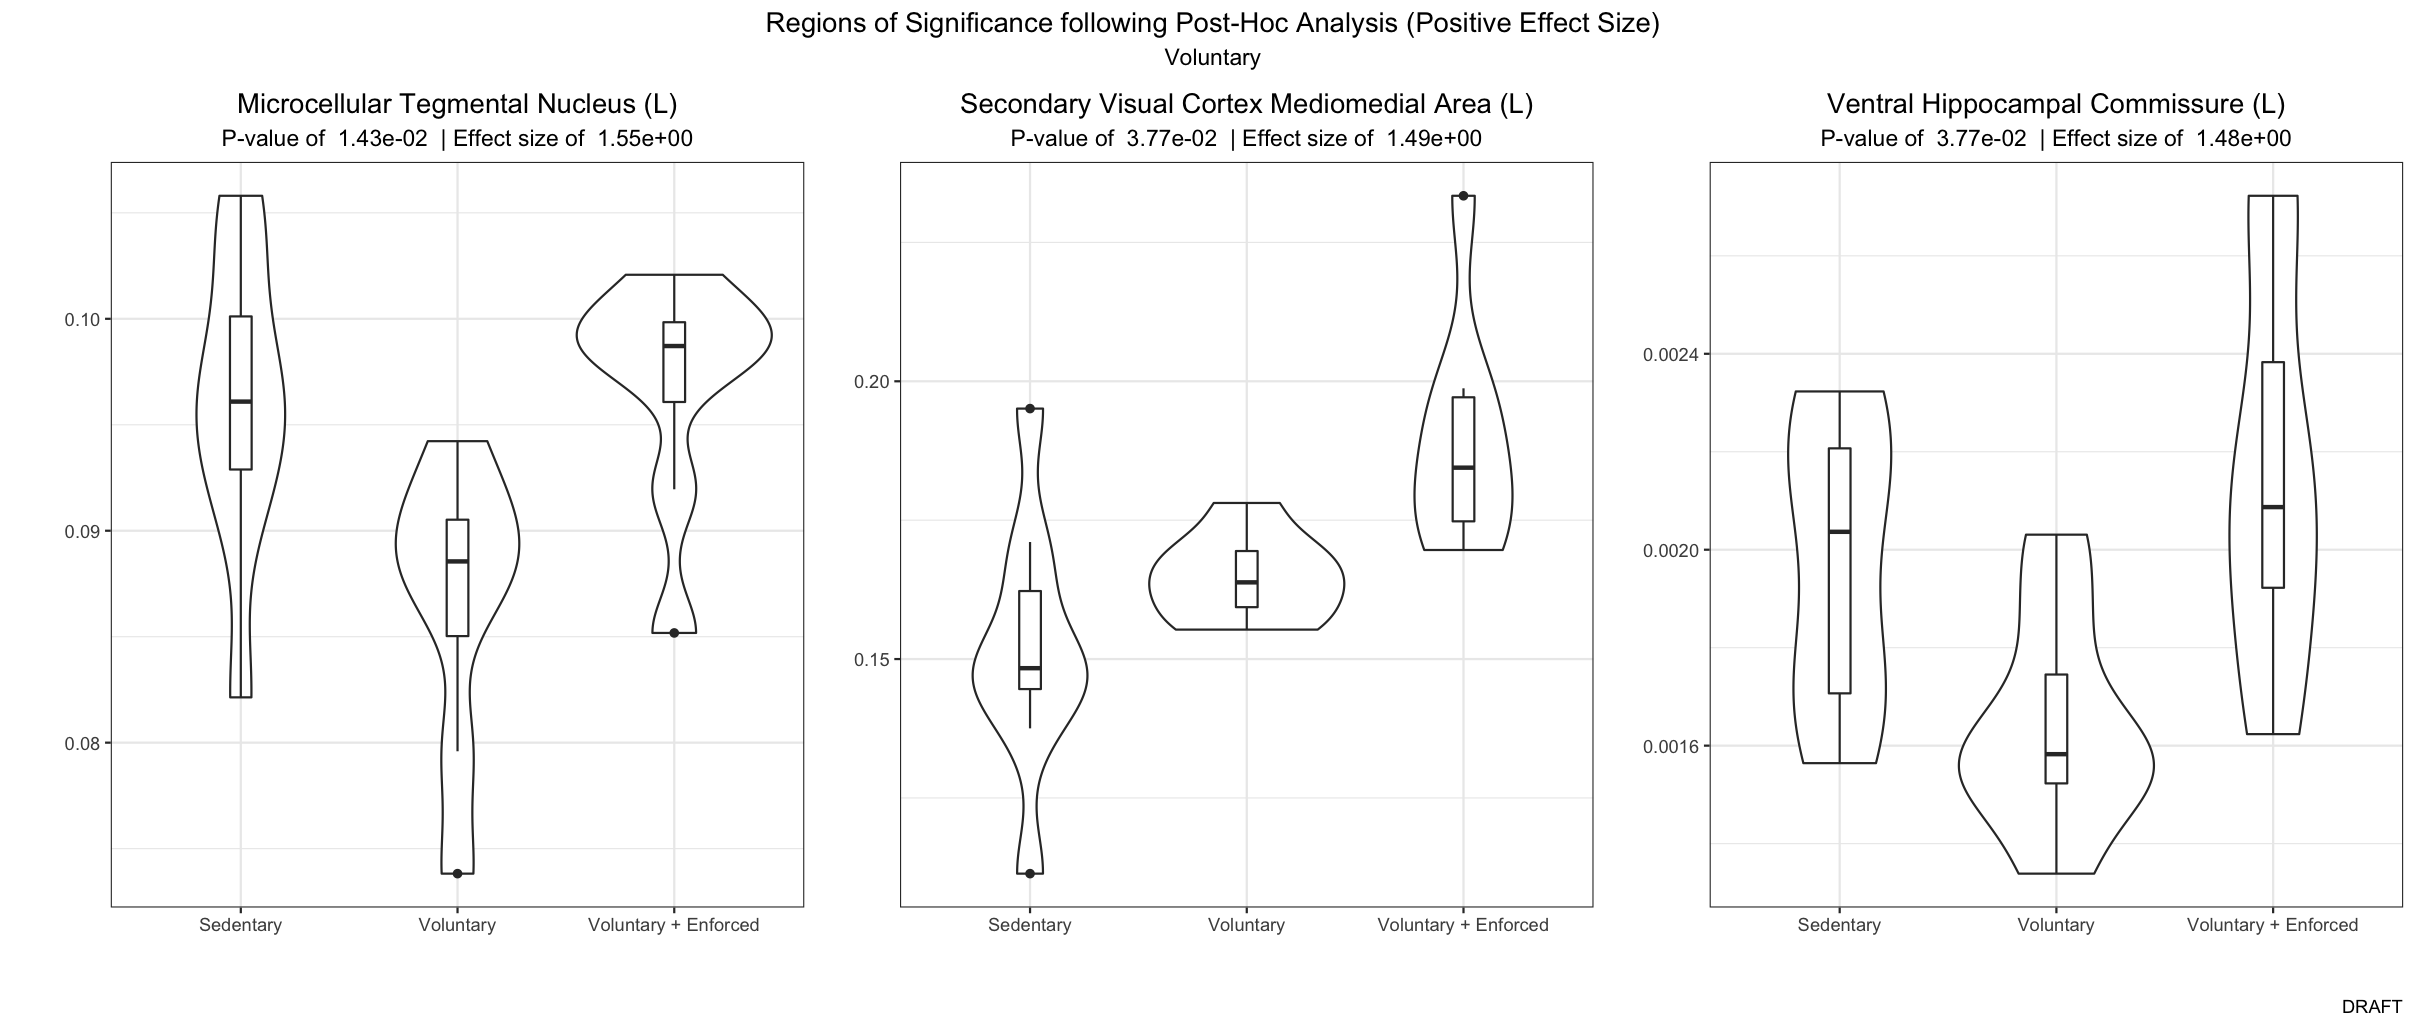 Regions of Significance following Post-Hoc Analysis (Positive Effect Size)
Voluntary
Microcellular Tegmental Nucleus (L)
P-value of  1.43e-02  | Effect size of  1.55e+00
0.10
0.09
0.08
Sedentary
Voluntary
Voluntary + Enforced
Secondary Visual Cortex Mediomedial Area (L)
P-value of  3.77e-02  | Effect size of  1.49e+00
0.20
0.15
Sedentary
Voluntary
Voluntary + Enforced
Ventral Hippocampal Commissure (L)
P-value of  3.77e-02  | Effect size of  1.48e+00
0.0024
0.0020
0.0016
Sedentary
Voluntary
Voluntary + Enforced
DRAFT